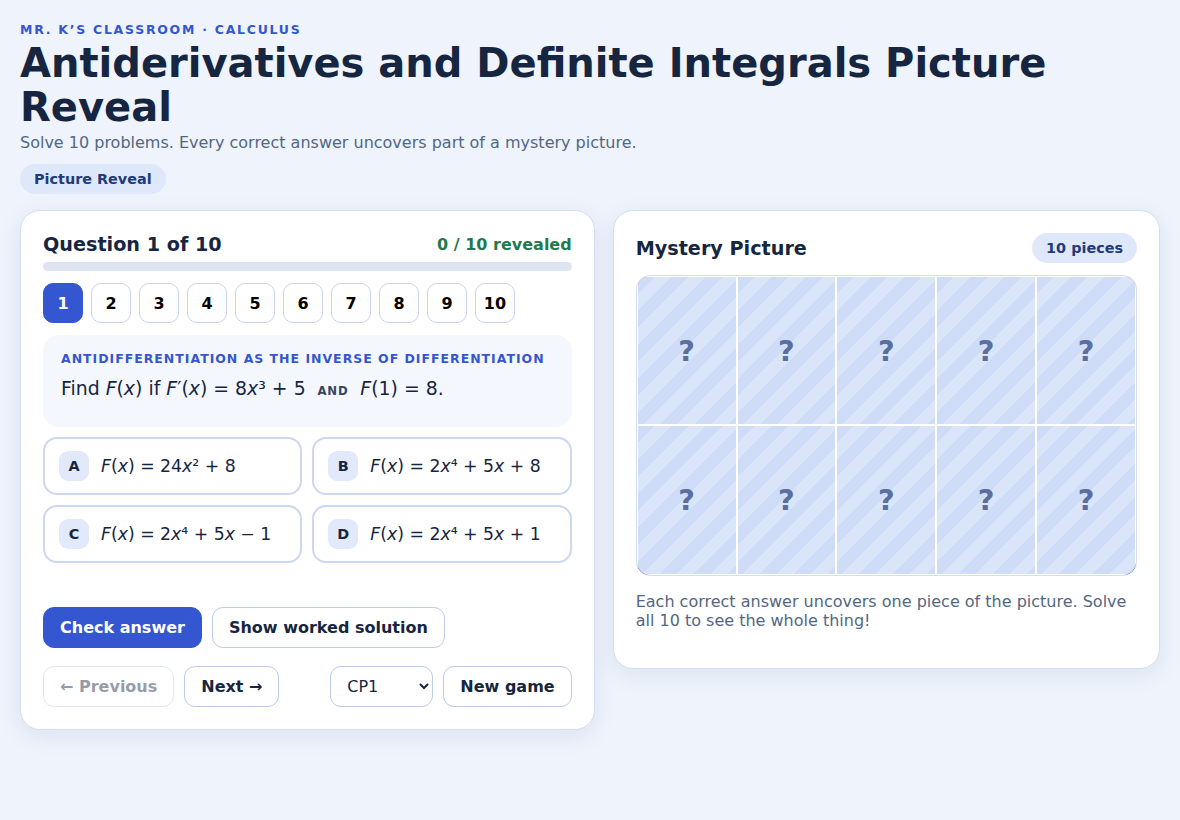 MR. K’S CLASSROOM · CALCULUS
Antiderivatives and Definite Integrals Picture
Reveal
Solve 10 problems. Every correct answer uncovers part of a mystery picture.
Picture Reveal
Question 1 of 10
0 / 10 revealed
1 2 3 4 5 6 7 8 9 10
ANTIDIFFERENTIATION AS THE INVERSE OF DIFFERENTIATION
Find F(x) if F′(x) = 8x³ + 5 AND F(1) = 8.
A F(x) = 24x² + 8
B F(x) = 2x⁴ + 5x + 8
C F(x) = 2x⁴ + 5x − 1
D F(x) = 2x⁴ + 5x + 1
Check answer
Show worked solution
← Previous
Next →
CP1
New game
Mystery Picture
10 pieces
? ? ? ? ?
? ? ? ? ?
Each correct answer uncovers one piece of the picture. Solve
all 10 to see the whole thing!